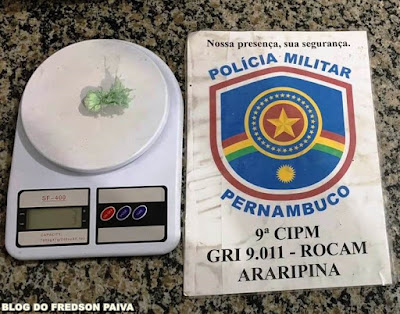 Nossa presença, sua segurança.
POLÍCIA MILITAR
PERNAMBUCO
9ª CIPM
GRI 9.011 - ROCAM
ARARIPINA
SF-400
BLOG DO FREDSON PAIVA